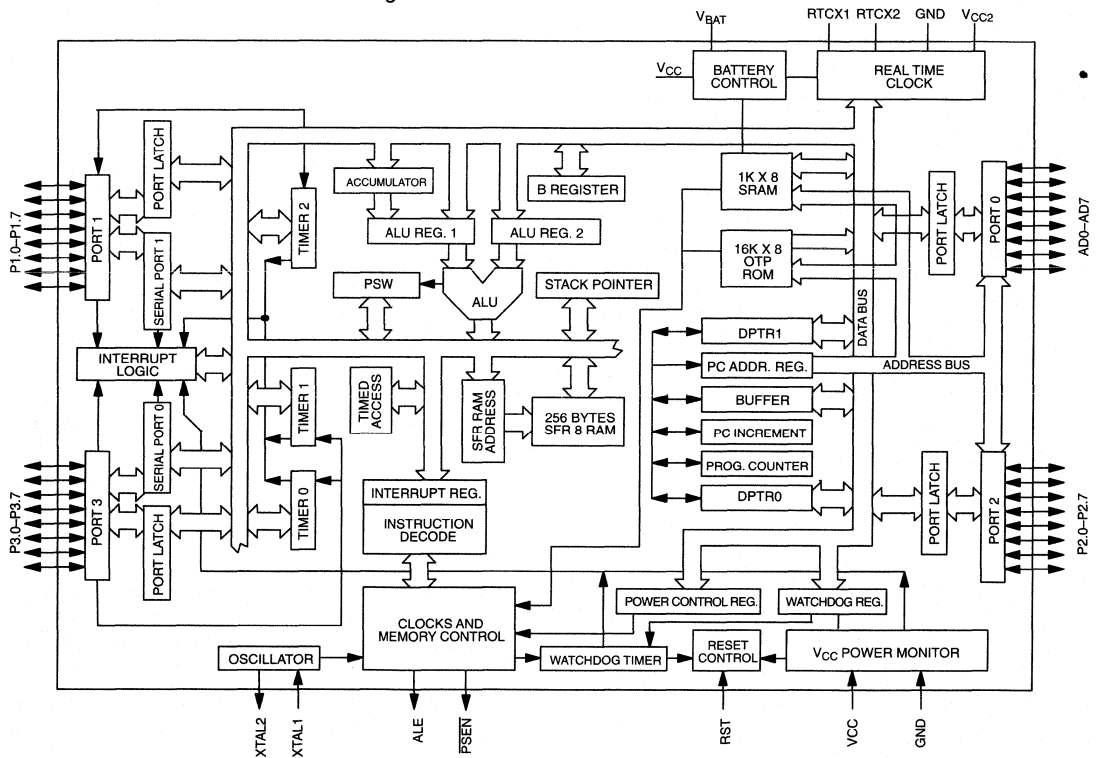 V_BAT
RTCX1 RTCX2 GND V_CC2
V_CC
BATTERY
CONTROL
REAL TIME
CLOCK
P1.0–P1.7
PORT 1
PORT LATCH
SERIAL PORT 1
INTERRUPT
LOGIC
TIMER 2
ACCUMULATOR
B REGISTER
ALU REG. 1
ALU REG. 2
PSW
ALU
STACK POINTER
1K X 8
SRAM
16K X 8
OTP
ROM
PORT LATCH
PORT 0
AD0–AD7
DATA BUS
ADDRESS BUS
DPTR1
PC ADDR. REG.
BUFFER
PC INCREMENT
PROG. COUNTER
DPTR0
TIMER 1
TIMED
ACCESS
SFR RAM
ADDRESS
256 BYTES
SFR 8 RAM
P3.0–P3.7
PORT 3
SERIAL PORT 0
PORT LATCH
TIMER 0
INTERRUPT REG.
INSTRUCTION
DECODE
PORT LATCH
PORT 2
P2.0–P2.7
CLOCKS AND
MEMORY CONTROL
POWER CONTROL REG.
WATCHDOG REG.
OSCILLATOR
WATCHDOG TIMER
RESET
CONTROL
V_CC POWER MONITOR
XTAL2
XTAL1
ALE
PSEN
RST
VCC
GND